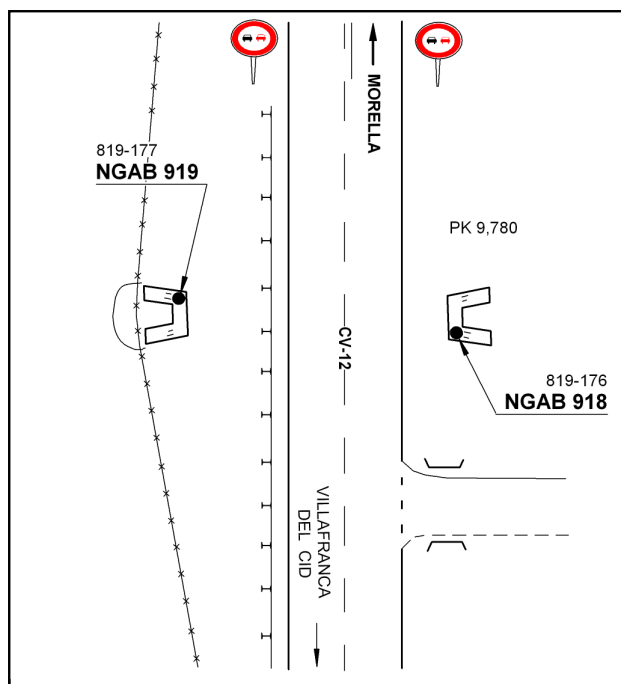 MORELLA
819-177
NGAB 919
PK 9,780
CV-12
819-176
NGAB 918
VILLAFRANCA
DEL CID